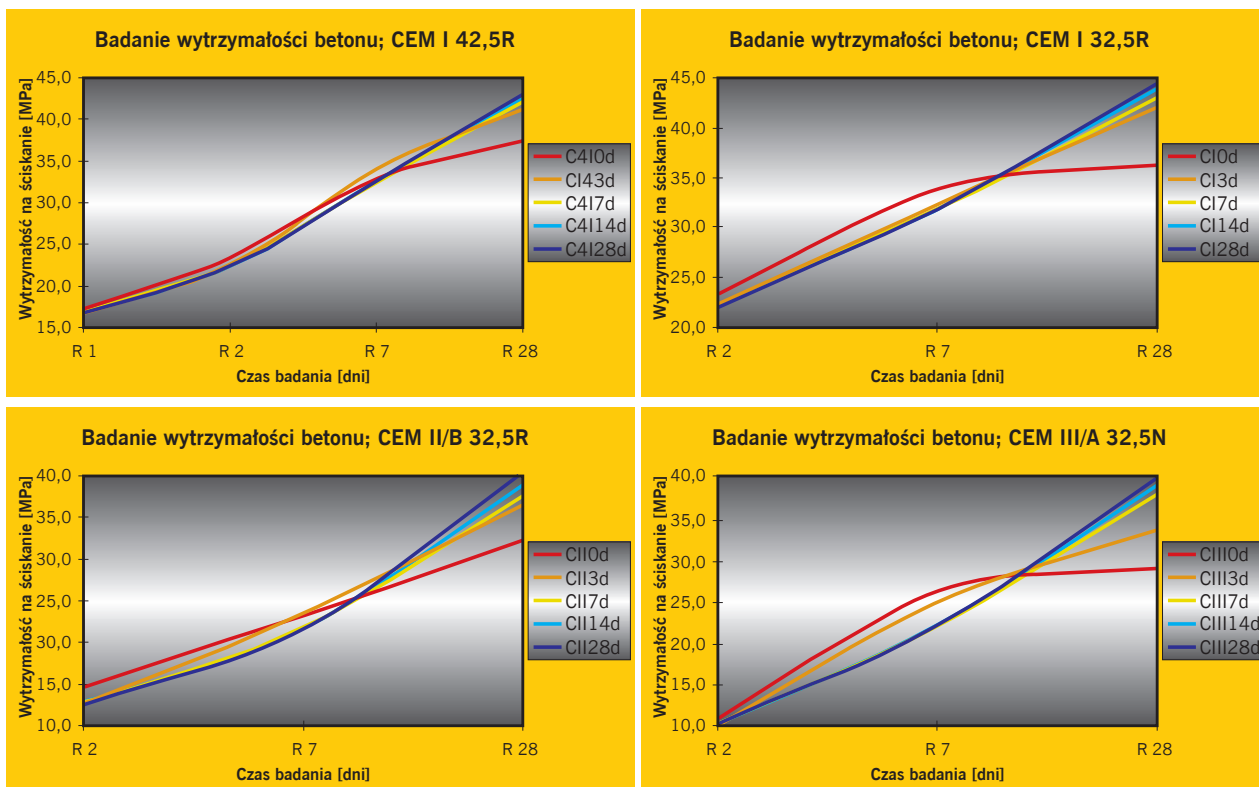 Badanie wytrzymałości betonu; CEM I 42,5R
Wytrzymałość na ściskanie [MPa]
45,0
40,0
35,0
30,0
25,0
20,0
15,0
R 1
R 2
R 7
R 28
Czas badania [dni]
C4I0d
CI43d
C4I7d
C4I14d
C4I28d
Badanie wytrzymałości betonu; CEM I 32,5R
Wytrzymałość na ściskanie [MPa]
45,0
40,0
35,0
30,0
25,0
20,0
R 2
R 7
R 28
Czas badania [dni]
CI0d
CI3d
CI7d
CI14d
CI28d
Badanie wytrzymałości betonu; CEM II/B 32,5R
Wytrzymałość na ściskanie [MPa]
40,0
35,0
30,0
25,0
30,0
15,0
10,0
R 2
R 7
R 28
Czas badania [dni]
CII0d
CII3d
CII7d
CII14d
CII28d
Badanie wytrzymałości betonu; CEM III/A 32,5N
Wytrzymałość na ściskanie [MPa]
40,0
35,0
30,0
25,0
20,0
15,0
10,0
R 2
R 7
R 28
Czas badania [dni]
CIII0d
CIII3d
CIII7d
CIII14d
CIII28d